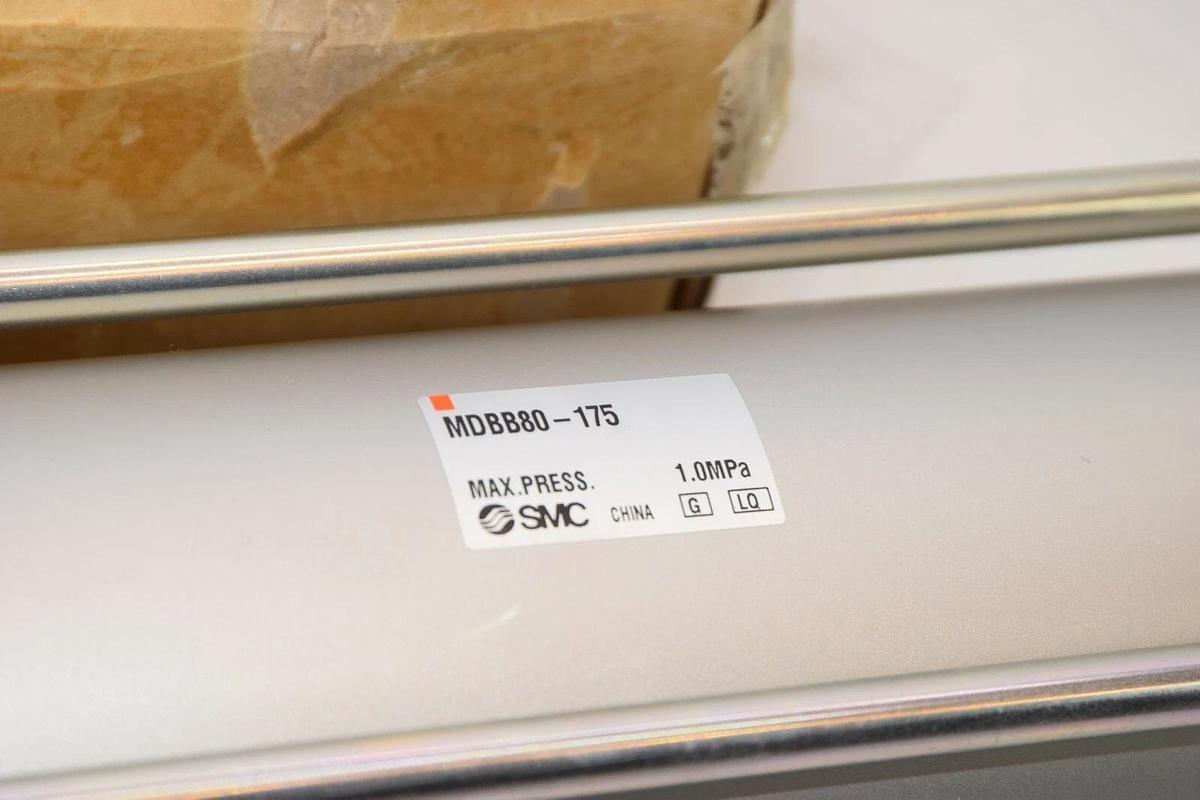 MDBB80-175
MAX.PRESS. 1.0MPa
SMC CHINA G LQ